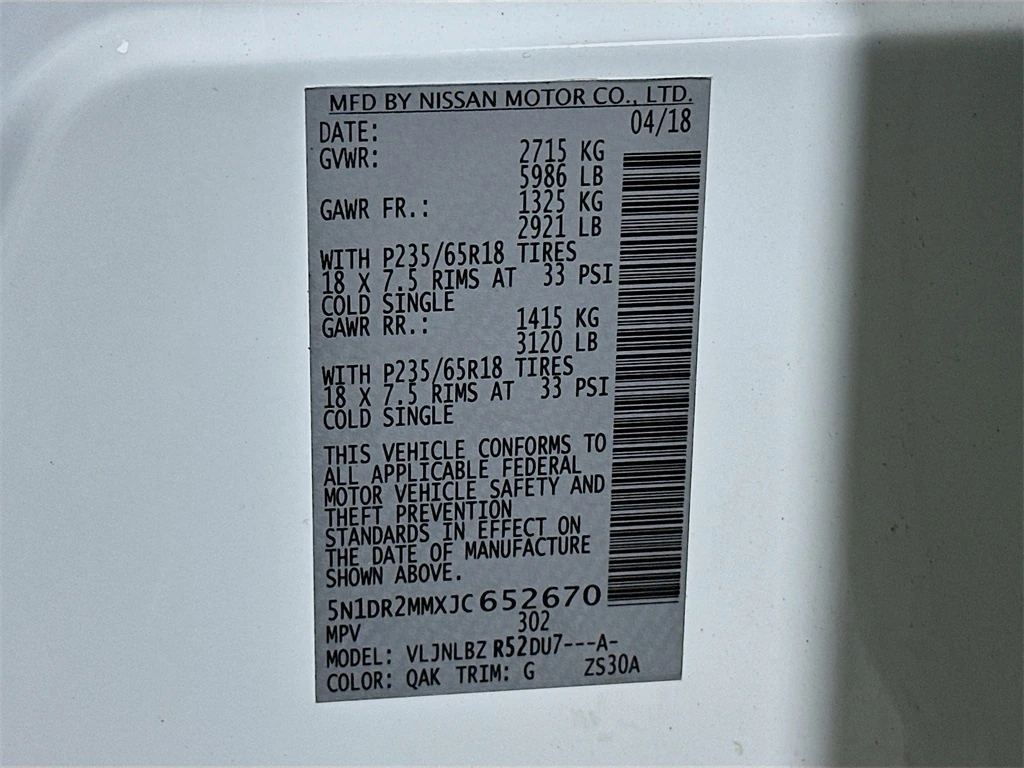 MFD BY NISSAN MOTOR CO., LTD.
DATE: 04/18
GVWR: 2715 KG
5986 LB
GAWR FR.: 1325 KG
2921 LB
WITH P235/65R18 TIRES
18 X 7.5 RIMS AT 33 PSI
COLD SINGLE
GAWR RR.: 1415 KG
3120 LB
WITH P235/65R18 TIRES
18 X 7.5 RIMS AT 33 PSI
COLD SINGLE
THIS VEHICLE CONFORMS TO
ALL APPLICABLE FEDERAL
MOTOR VEHICLE SAFETY AND
THEFT PREVENTION
STANDARDS IN EFFECT ON
THE DATE OF MANUFACTURE
SHOWN ABOVE.
5N1DR2MMXJC652670
MPV 302
MODEL: VLJNLBZ R52DU7---A-
COLOR: QAK TRIM: G ZS30A